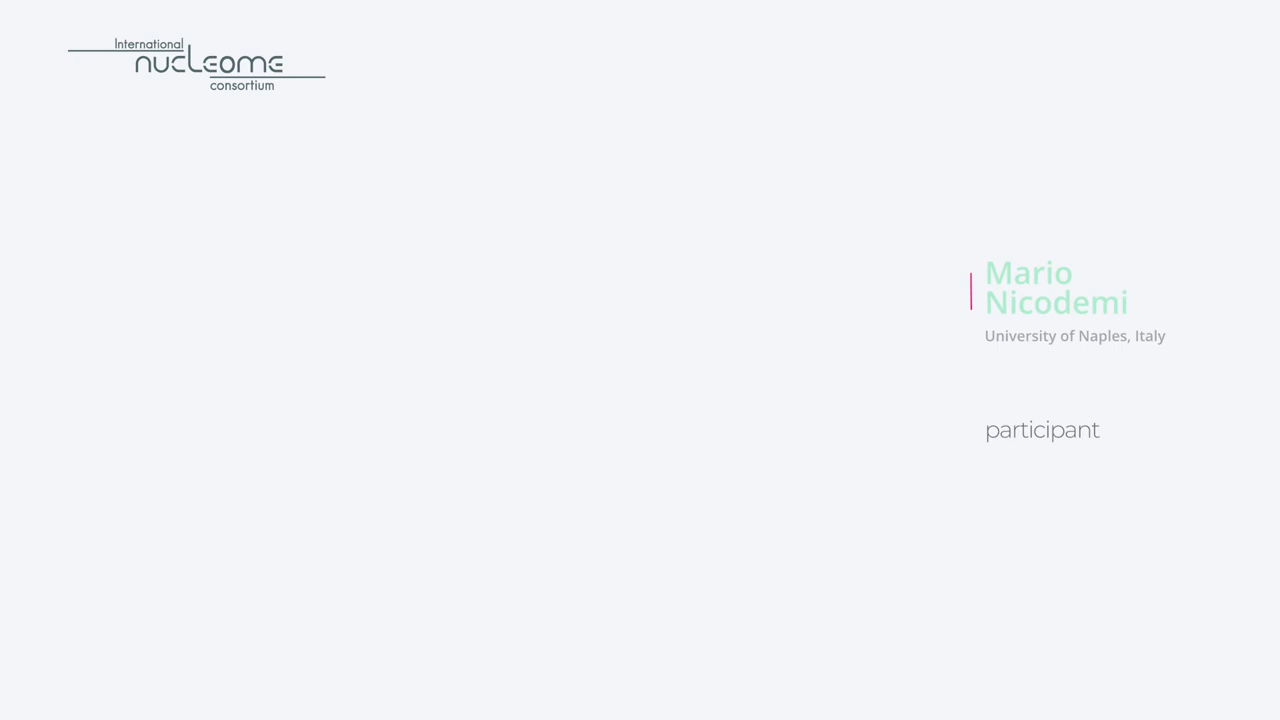 International
nucleome
consortium
Mario
Nicodemi
University of Naples, Italy
participant